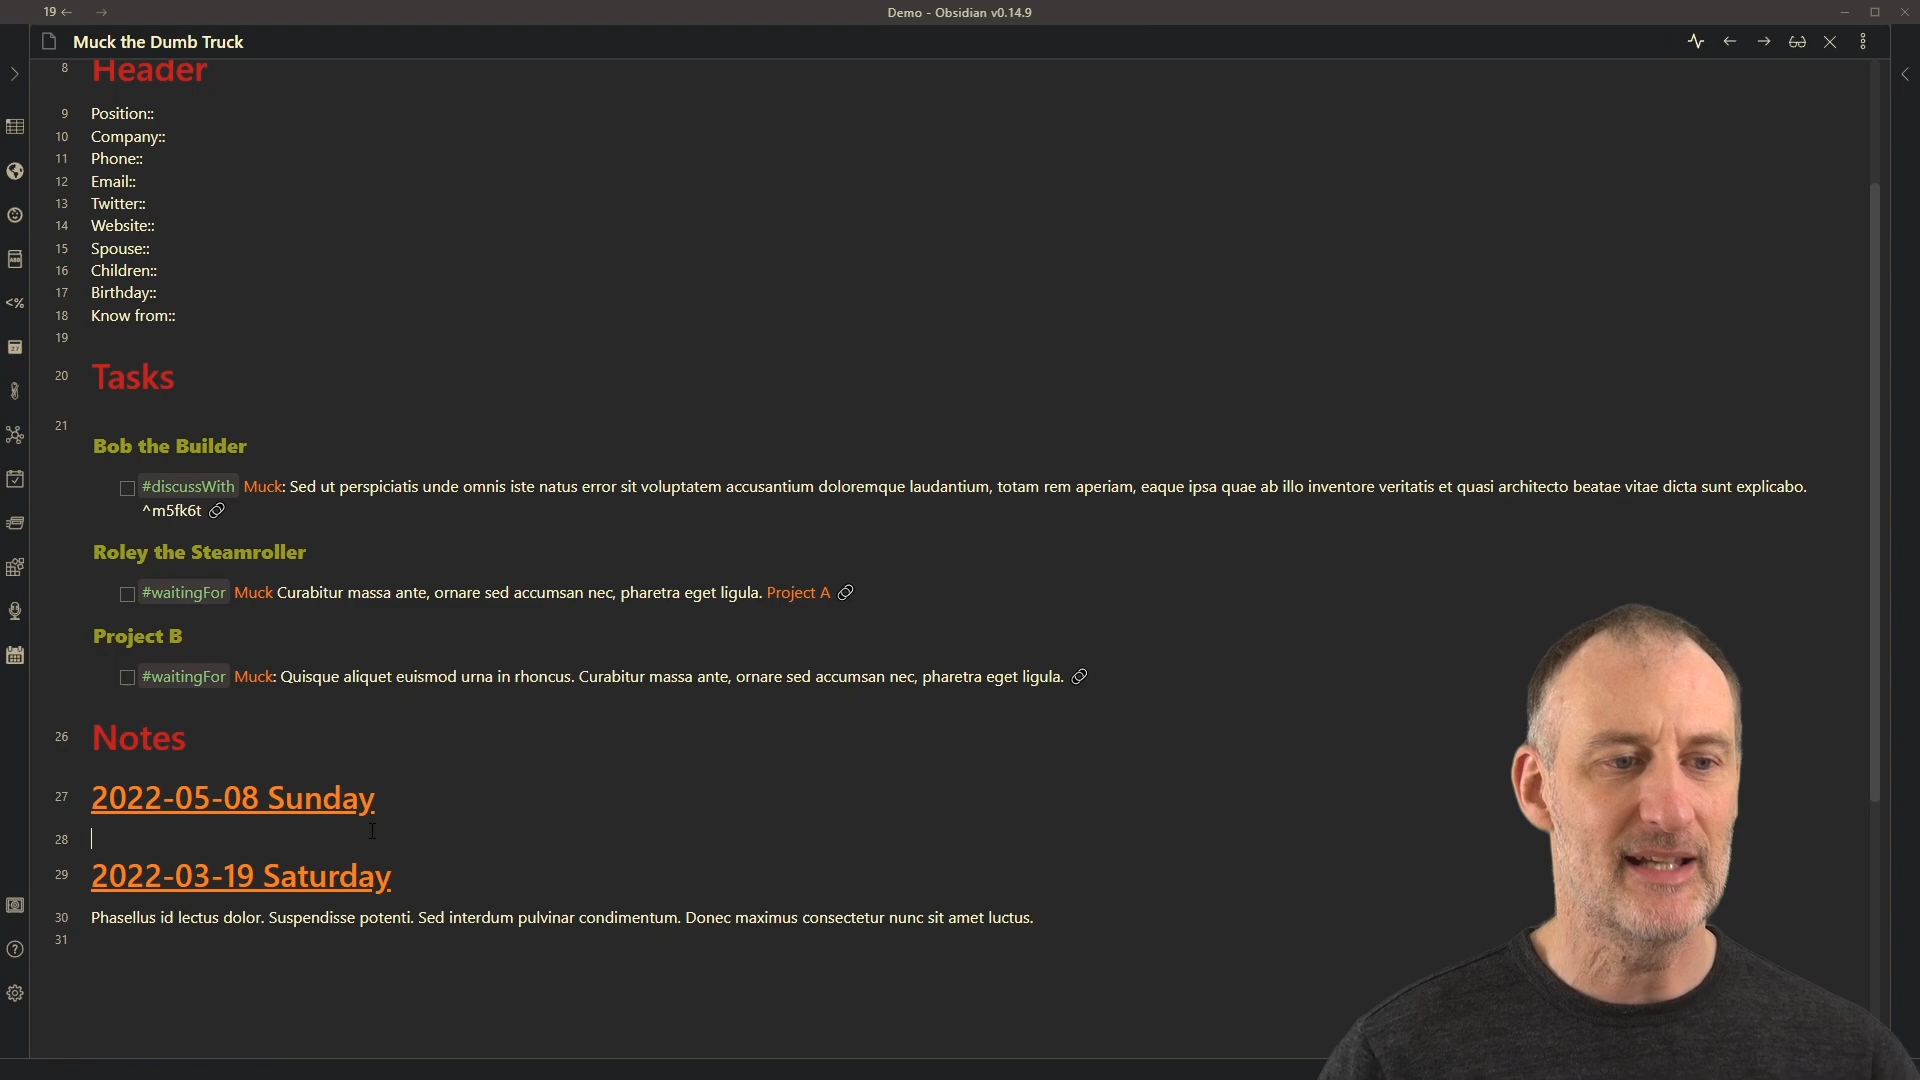 19
Demo - Obsidian v0.14.9
Muck the Dumb Truck
8 Header
9 Position::
10 Company::
11 Phone::
12 Email::
13 Twitter::
14 Website::
15 Spouse::
16 Children::
17 Birthday::
18 Know from::
19
20 Tasks
21
Bob the Builder
#discussWith Muck: Sed ut perspiciatis unde omnis iste natus error sit voluptatem accusantium doloremque laudantium, totam rem aperiam, eaque ipsa quae ab illo inventore veritatis et quasi architecto beatae vitae dicta sunt explicabo.
^m5fk6t
Roley the Steamroller
#waitingFor Muck Curabitur massa ante, ornare sed accumsan nec, pharetra eget ligula. Project A
Project B
#waitingFor Muck: Quisque aliquet euismod urna in rhoncus. Curabitur massa ante, ornare sed accumsan nec, pharetra eget ligula.
26 Notes
27 2022-05-08 Sunday
28
29 2022-03-19 Saturday
30 Phasellus id lectus dolor. Suspendisse potenti. Sed interdum pulvinar condimentum. Donec maximus consectetur nunc sit amet luctus.
31
<%